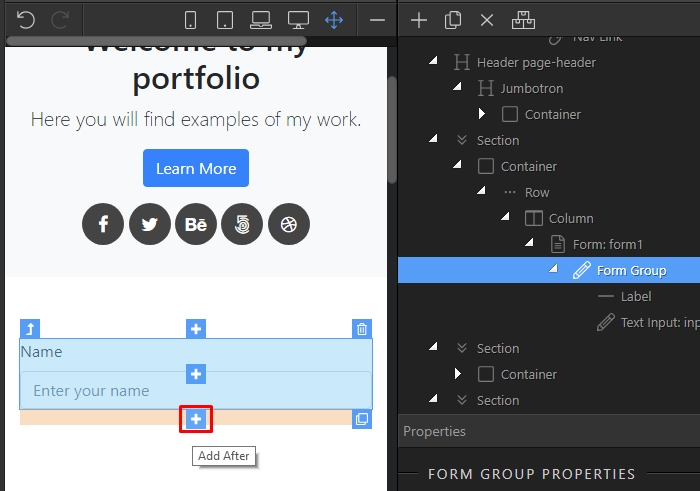 Welcome to my
portfolio
Here you will find examples of my work.
Learn More
Bē
5
Name
Enter your name
Add After
Nav Link
Header page-header
Jumbotron
Container
Section
Container
Row
Column
Form: form1
Form Group
Label
Text Input: inp
Section
Container
Section
Properties
FORM GROUP PROPERTIES